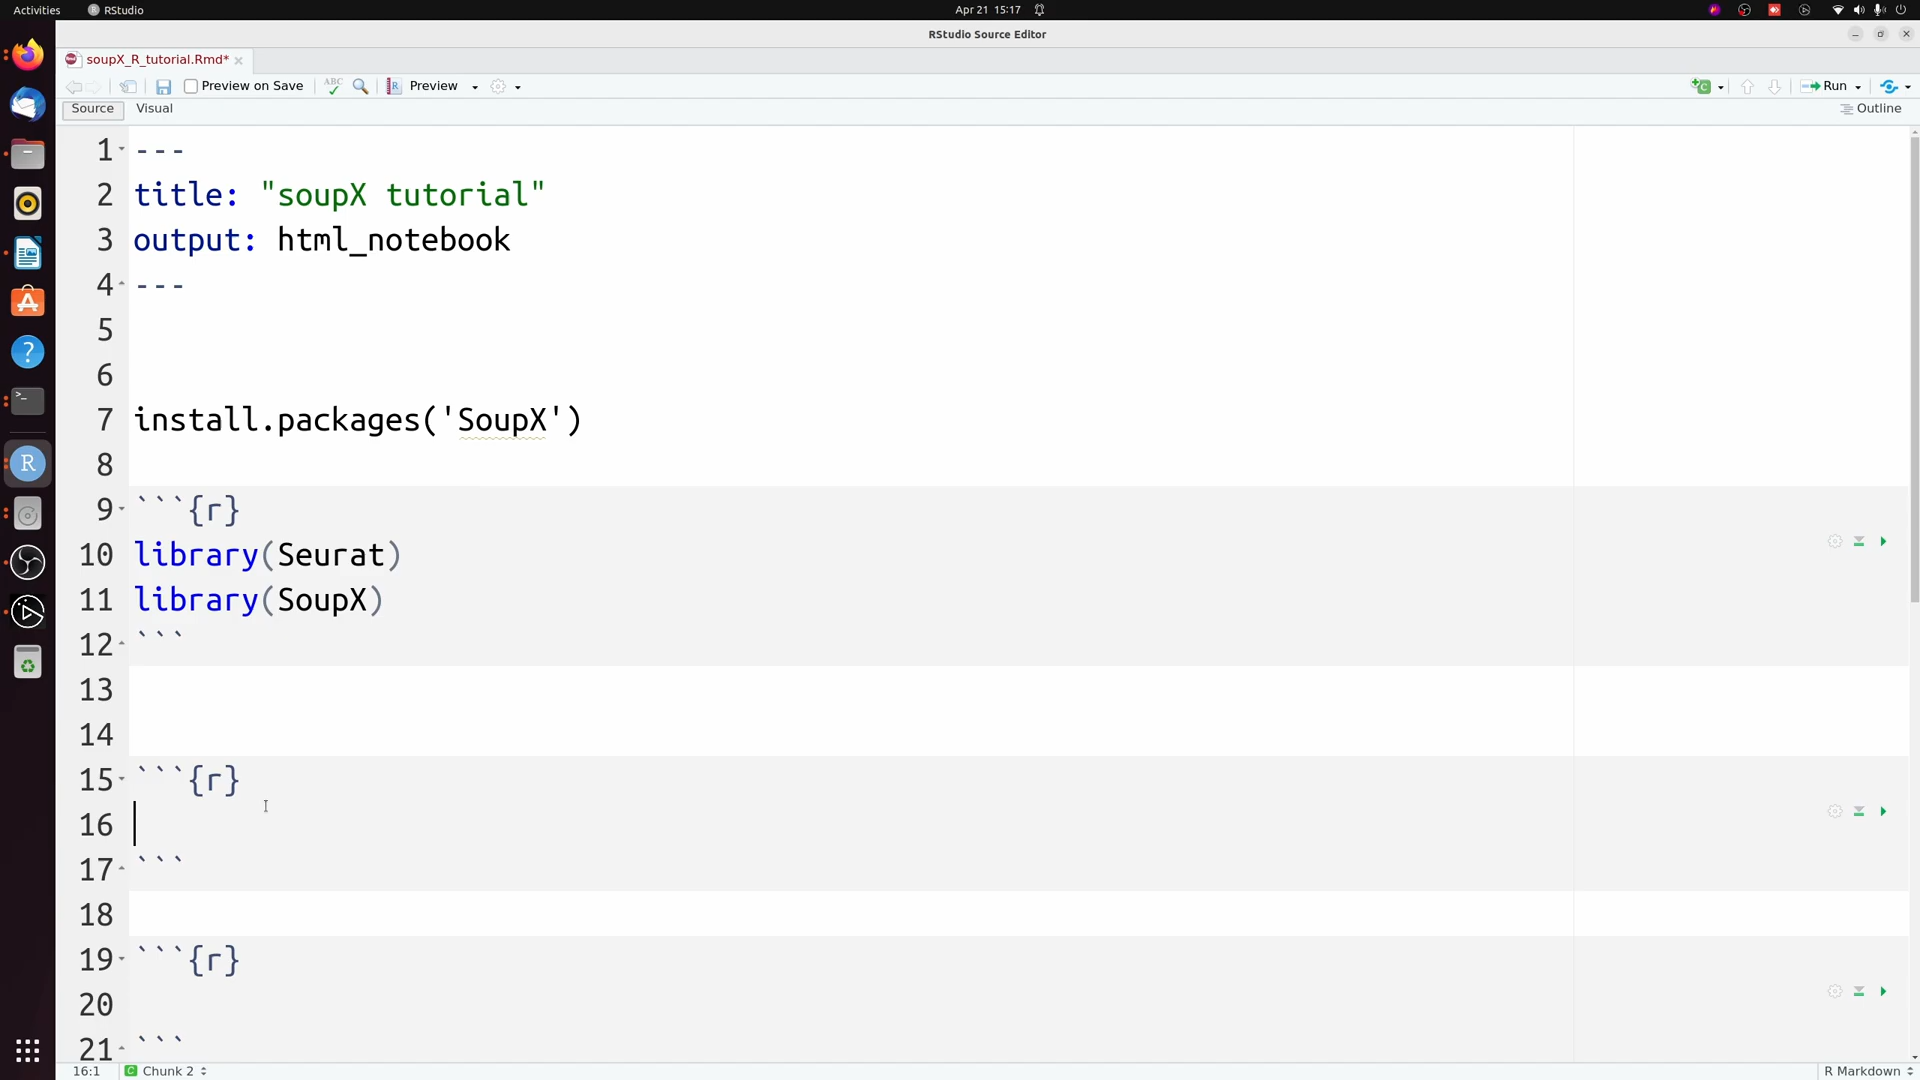 Activities RStudio Apr 21 15:17
RStudio Source Editor
soupX_R_tutorial.Rmd*
Preview on Save ABC R Preview Run
Source Visual Outline
1 ---
2 title: "soupX tutorial"
3 output: html_notebook
4 ---
5
6
7 install.packages('SoupX')
8
9 ```{r}
10 library(Seurat)
11 library(SoupX)
12 ```
13
14
15 ```{r}
16
17 ```
18
19 ```{r}
20
21 ```
16:1 C Chunk 2 R Markdown